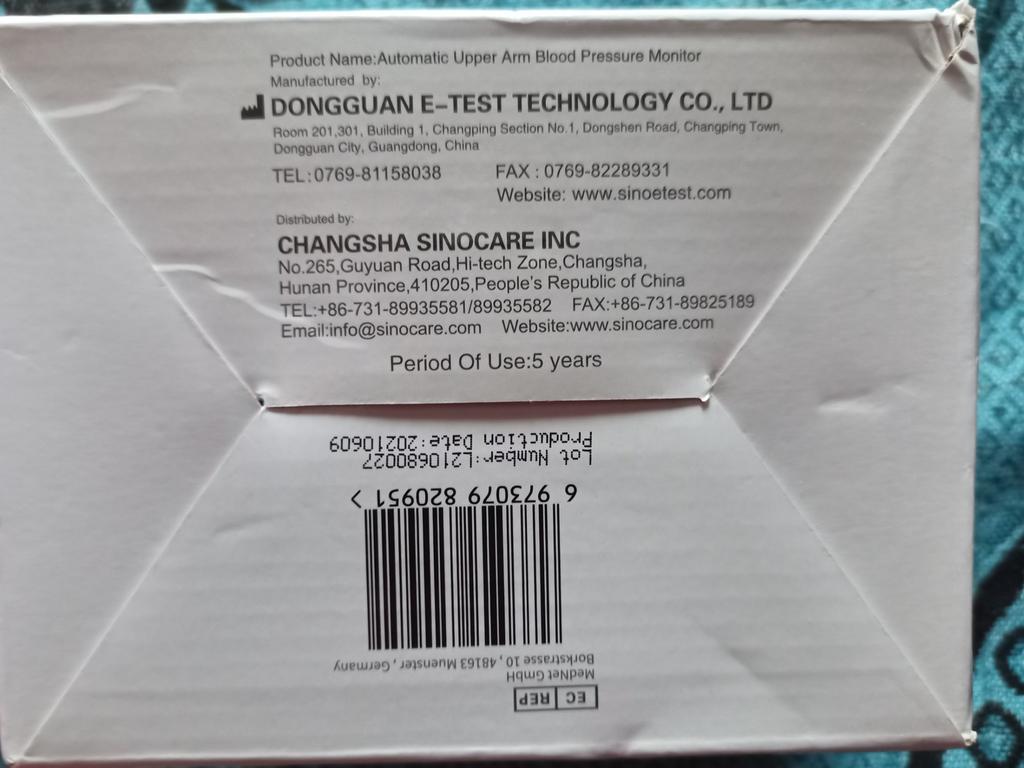 Product Name:Automatic Upper Arm Blood Pressure Monitor
Manufactured by:
DONGGUAN E-TEST TECHNOLOGY CO., LTD
Room 201,301, Building 1, Changping Section No.1, Dongshen Road, Changping Town,
Dongguan City, Guangdong, China
TEL:0769-81158038 FAX : 0769-82289331
Website: www.sinoetest.com
Distributed by:
CHANGSHA SINOCARE INC
No.265,Guyuan Road,Hi-tech Zone,Changsha,
Hunan Province,410205,People's Republic of China
TEL:+86-731-89935581/89935582 FAX:+86-731-89825189
Email:info@sinocare.com Website:www.sinocare.com
Period Of Use:5 years
EC REP
MedNet GmbH
Borkstrasse 10 , 48163 Muenster , Germany
6 973079 820951 >
Lot Number:L210680027
Production Date:20210609